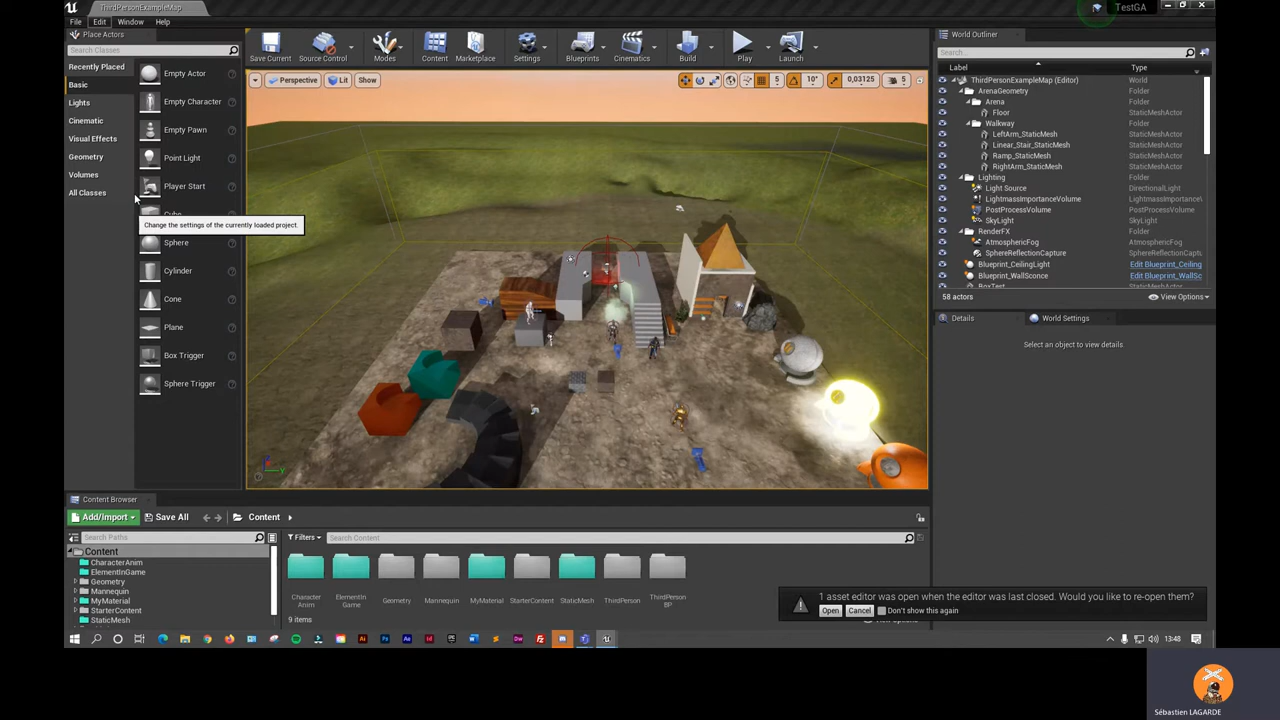 ThirdPersonExampleMap
TestGA
File Edit Window Help
Place Actors
Search Classes
Recently Placed
Basic
Lights
Cinematic
Visual Effects
Geometry
Volumes
All Classes
Empty Actor
Empty Character
Empty Pawn
Point Light
Player Start
Cube
Change the settings of the currently loaded project.
Sphere
Cylinder
Cone
Plane
Box Trigger
Sphere Trigger
Save Current Source Control Modes Content Marketplace Settings Blueprints Cinematics Build Play Launch
Perspective Lit Show
5 10° 0,03125 5
World Outliner
Search...
Label Type
ThirdPersonExampleMap (Editor) World
ArenaGeometry Folder
Arena Folder
Floor StaticMeshActor
Walkway Folder
LeftArm_StaticMesh StaticMeshActor
Linear_Stair_StaticMesh StaticMeshActor
Ramp_StaticMesh StaticMeshActor
RightArm_StaticMesh StaticMeshActor
Lighting Folder
Light Source DirectionalLight
LightmassImportanceVolume LightmassImportanceV
PostProcessVolume PostProcessVolume
SkyLight SkyLight
RenderFX Folder
AtmosphericFog AtmosphericFog
SphereReflectionCapture SphereReflectionCapt
Blueprint_CeilingLight Edit Blueprint_Ceiling
Blueprint_WallSconce Edit Blueprint_WallSc
BoxTest
58 actors View Options
Details World Settings
Select an object to view details.
Content Browser
Add/Import Save All Content
Search Paths
Filters Search Content
Content
CharacterAnim
ElementInGame
Geometry
Mannequin
MyMaterial
StarterContent
StaticMesh
Character Anim
ElementIn Game
Geometry
Mannequin
MyMaterial
StarterContent
StaticMesh
ThirdPerson
ThirdPerson BP
9 items
1 asset editor was open when the editor was last closed. Would you like to re-open them?
Open Cancel Don't show this again
13:48
Sébastien LAGARDE